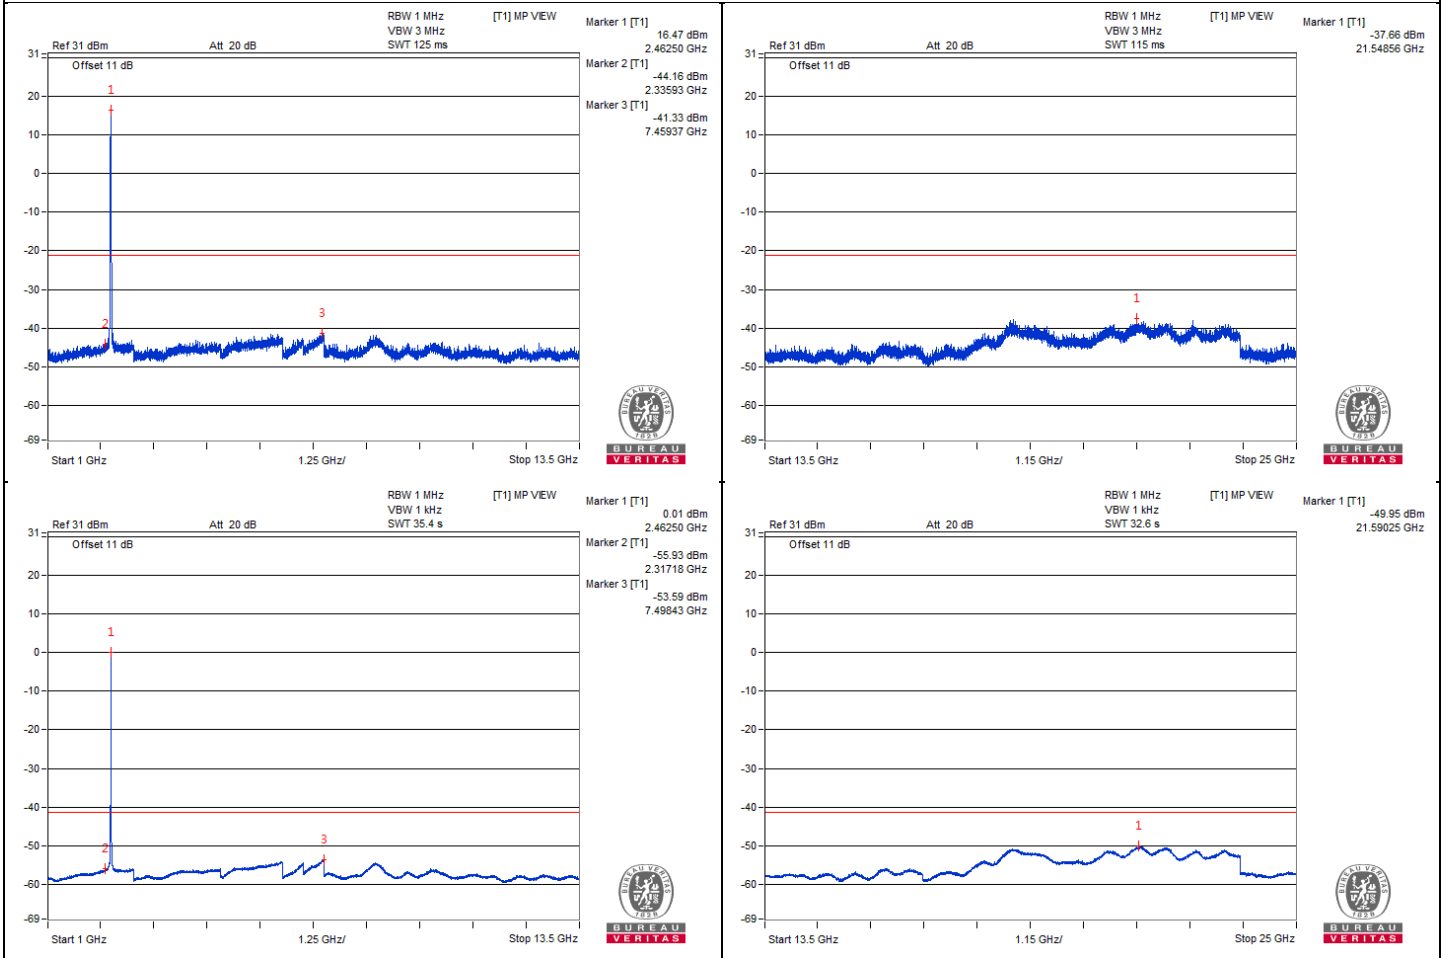 RBW 1 MHz [T1] MP VIEW
VBW 3 MHz
Ref 31 dBm Att 20 dB SWT 125 ms
Marker 1 [T1]
16.47 dBm
2.46250 GHz
Marker 2 [T1]
-44.16 dBm
2.33593 GHz
Marker 3 [T1]
-41.33 dBm
7.45937 GHz
31
Offset 11 dB
20
10
0
-10
-20
-30
-40
-50
-60
-69
1
2
3
Start 1 GHz 1.25 GHz/ Stop 13.5 GHz
BUREAU VERITAS
1828
BUREAU
VERITAS
RBW 1 MHz [T1] MP VIEW
VBW 3 MHz
Ref 31 dBm Att 20 dB SWT 115 ms
Marker 1 [T1]
-37.66 dBm
21.54856 GHz
31
Offset 11 dB
20
10
0
-10
-20
-30
-40
-50
-60
-69
1
Start 13.5 GHz 1.15 GHz/ Stop 25 GHz
BUREAU VERITAS
1828
BUREAU
VERITAS
RBW 1 MHz [T1] MP VIEW
VBW 1 kHz
Ref 31 dBm Att 20 dB SWT 35.4 s
Marker 1 [T1]
0.01 dBm
2.46250 GHz
Marker 2 [T1]
-55.93 dBm
2.31718 GHz
Marker 3 [T1]
-53.59 dBm
7.49843 GHz
31
Offset 11 dB
20
10
0
-10
-20
-30
-40
-50
-60
-69
1
2
3
Start 1 GHz 1.25 GHz/ Stop 13.5 GHz
BUREAU VERITAS
1828
BUREAU
VERITAS
RBW 1 MHz [T1] MP VIEW
VBW 1 kHz
Ref 31 dBm Att 20 dB SWT 32.6 s
Marker 1 [T1]
-49.95 dBm
21.59025 GHz
31
Offset 11 dB
20
10
0
-10
-20
-30
-40
-50
-60
-69
1
Start 13.5 GHz 1.15 GHz/ Stop 25 GHz
BUREAU VERITAS
1828
BUREAU
VERITAS